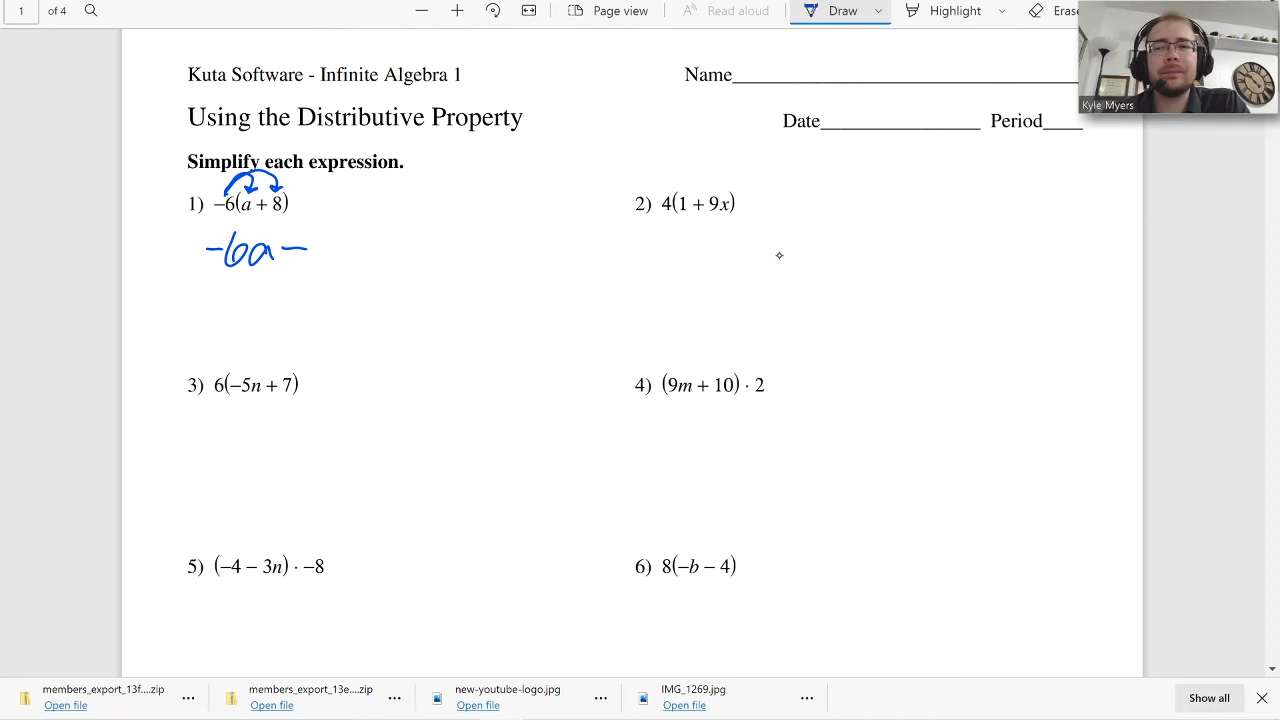 1 of 4 Page view Read aloud Draw Highlight
Kuta Software - Infinite Algebra 1 Name
Kyle Myers
Using the Distributive Property Date Period
Simplify each expression.
1) −6(a + 8) 2) 4(1 + 9x)
-6a -
3) 6(−5n + 7) 4) (9m + 10) · 2
5) (−4 − 3n) · −8 6) 8(−b − 4)
members_export_13f....zip members_export_13e....zip new-youtube-logo.jpg IMG_1269.jpg Show all
Open file Open file Open file Open file